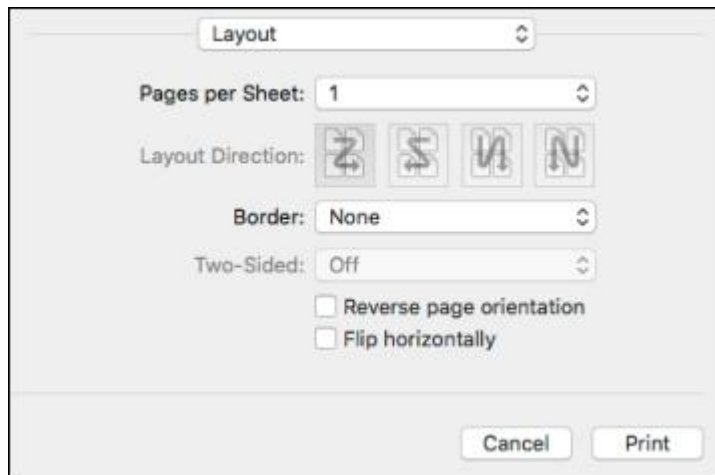 Layout
Pages per Sheet: 1
Layout Direction:
Border: None
Two-Sided: Off
Reverse page orientation
Flip horizontally
Cancel Print